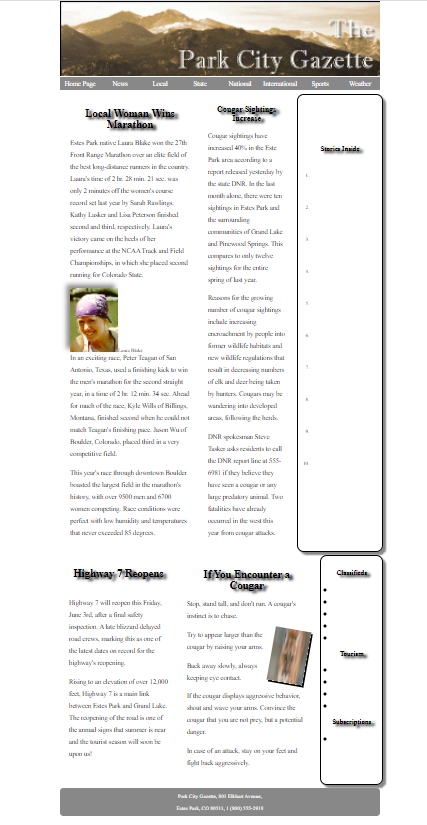 The
Park City Gazette
Home Page News Local State National International Sports Weather
Local Woman Wins
Marathon
Estes Park native Laura Blake won the 27th
Front Range Marathon over an elite field of
the best long-distance runners in the country.
Laura's time of 2 hr. 28 min. 21 sec. was
only 2 minutes off the women's course
record set last year by Sarah Rawlings.
Kathy Lasker and Lisa Peterson finished
second and third, respectively. Laura's
victory came on the heels of her
performance at the NCAA Track and Field
Championships, in which she placed second
running for Colorado State.
Laura Blake
In an exciting race, Peter Teagan of San
Antonio, Texas, used a finishing kick to win
the men's marathon for the second straight
year, in a time of 2 hr. 12 min. 34 sec. Ahead
for much of the race, Kyle Wills of Billings,
Montana, finished second when he could not
match Teagan's finishing pace. Jason Wu of
Boulder, Colorado, placed third in a very
competitive field.
This year's race through downtown Boulder
boasted the largest field in the marathon's
history, with over 9500 men and 6700
women competing. Race conditions were
perfect with low humidity and temperatures
that never exceeded 85 degrees.
Cougar Sightings
Increase
Cougar sightings have
increased 40% in the Este
Park area according to a
report released yesterday by
the state DNR. In the last
month alone, there were ten
sightings in Estes Park and
the surrounding
communities of Grand Lake
and Pinewood Springs. This
compares to only twelve
sightings for the entire
spring of last year.
Reasons for the growing
number of cougar sightings
include increasing
encroachment by people into
former wildlife habitats and
new wildlife regulations that
result in decreasing numbers
of elk and deer being taken
by hunters. Cougars may be
wandering into developed
areas, following the herds.
DNR spokesman Steve
Tasker asks residents to call
the DNR report line at 555-
6981 if they believe they
have seen a cougar or any
large predatory animal. Two
fatalities have already
occurred in the west this
year from cougar attacks.
Stories Inside
1.
2.
3.
4.
5.
6.
7.
8.
9.
10.
Highway 7 Reopens
Highway 7 will reopen this Friday,
June 3rd, after a final safety
inspection. A late blizzard delayed
road crews, marking this as one of
the latest dates on record for the
highway's reopening.
Rising to an elevation of over 12,000
feet, Highway 7 is a main link
between Estes Park and Grand Lake.
The reopening of the road is one of
the annual signs that summer is near
and the tourist season will soon be
upon us!
If You Encounter a
Cougar
Stop, stand tall, and don't run. A cougar's
instinct is to chase.
Try to appear larger than the
cougar by raising your arms.
Back away slowly, always
keeping eye contact.
If the cougar displays aggressive behavior,
shout and wave your arms. Convince the
cougar that you are not prey, but a potential
danger.
In case of an attack, stay on your feet and
fight back aggressively.
Classifieds
Tourism
Subscriptions
Park City Gazette, 801 Elkhart Avenue,
Estes Park, CO 80511, 1 (800) 555-2918